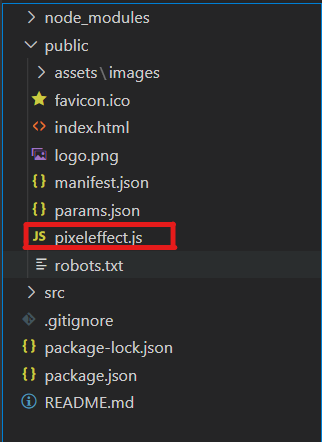 node_modules
public
assets\images
favicon.ico
<> index.html
logo.png
{} manifest.json
{} params.json
JS pixeleffect.js
robots.txt
src
.gitignore
{} package-lock.json
{} package.json
README.md